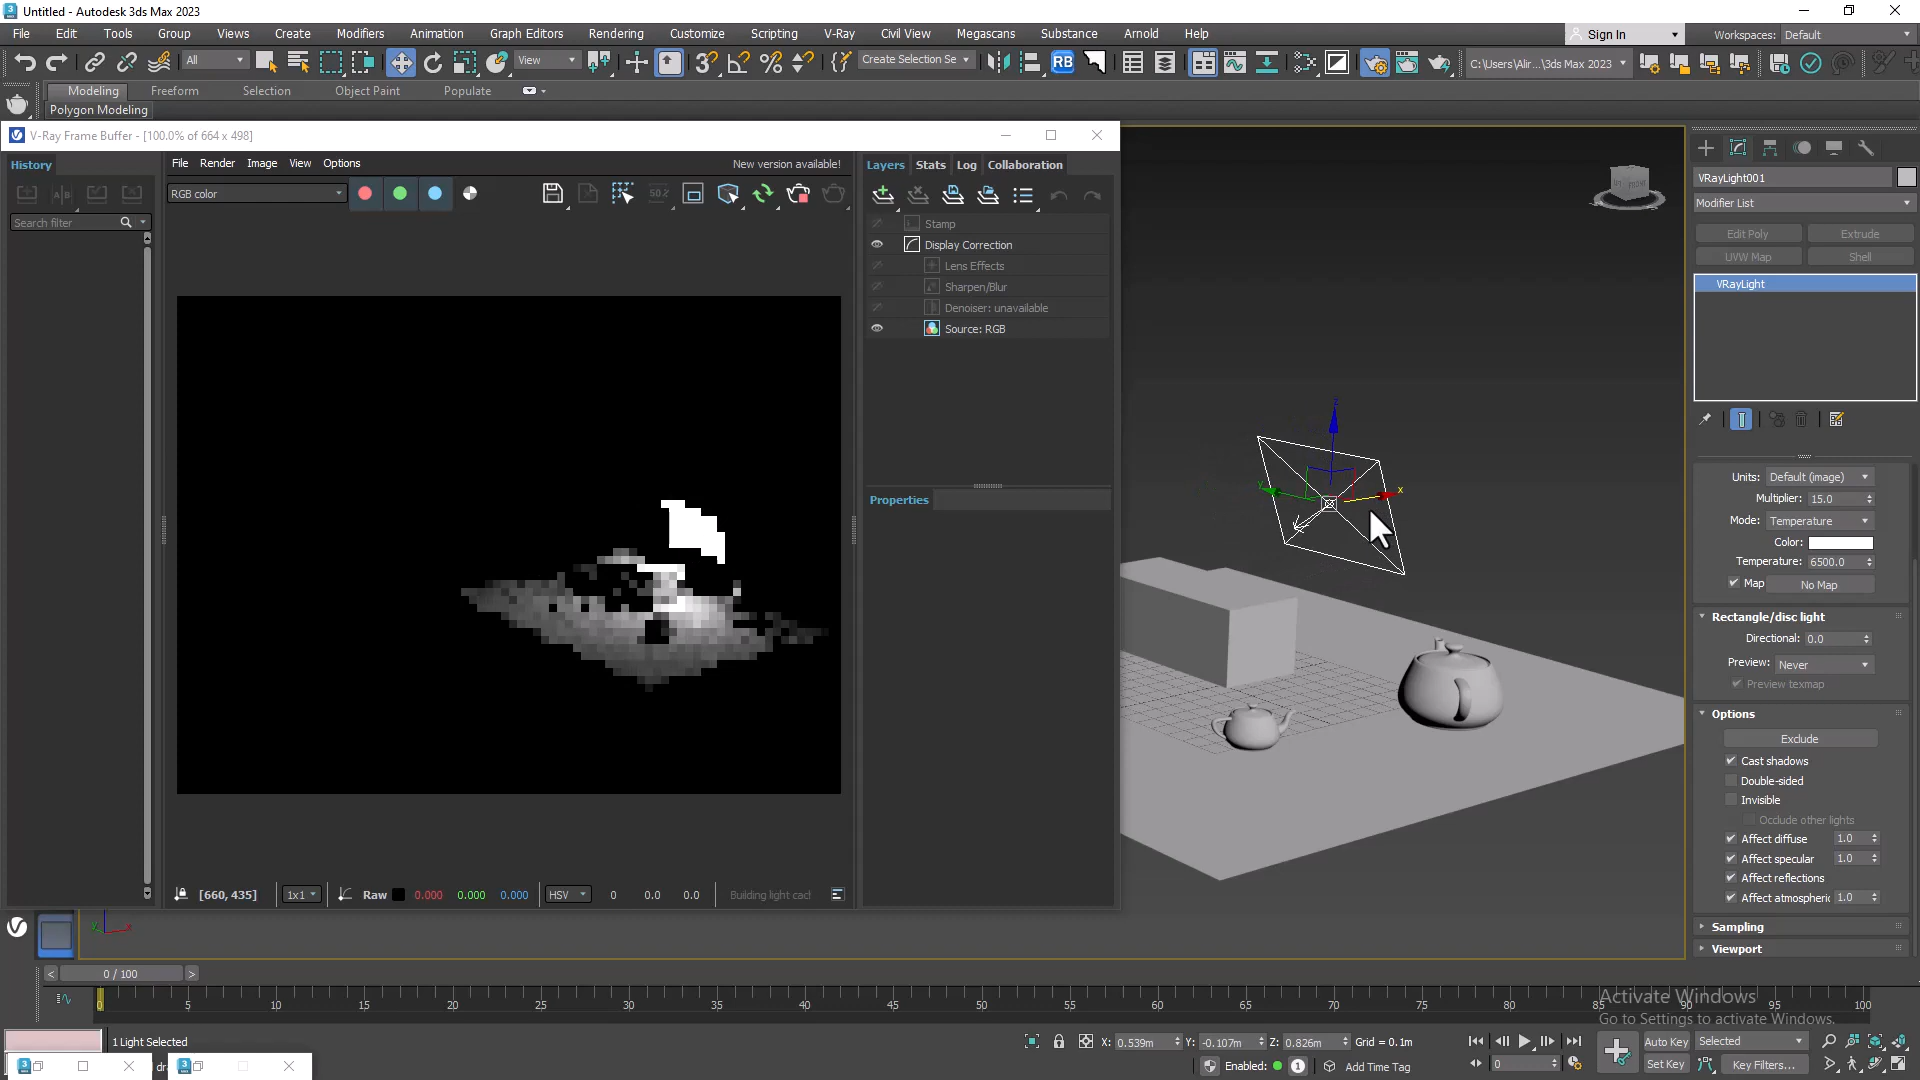 Untitled - Autodesk 3ds Max 2023
File Edit Tools Group Views Create Modifiers Animation Graph Editors Rendering Customize Scripting V-Ray Civil View Megascans Substance Arnold Help
Sign In Workspaces: Default
All View Create Selection Se C:\Users\Alir...\3ds Max 2023
Modeling Freeform Selection Object Paint Populate
Polygon Modeling
V-Ray Frame Buffer - [100.0% of 664 x 498]
History File Render Image View Options New version available! Layers Stats Log Collaboration
RGB color
Search filter
Stamp
Display Correction
Lens Effects
Sharpen/Blur
Denoiser: unavailable
Source: RGB
Properties
z
y
x
VRayLight001
Modifier List
Edit Poly Extrude
UVW Map Shell
VRayLight
Units: Default (image)
Multiplier: 15.0
Mode: Temperature
Color:
Temperature: 6500.0
Map No Map
Rectangle/disc light
Directional: 0.0
Preview: Never
Preview texmap
Options
Exclude
Cast shadows
Double-sided
Invisible
Occlude other lights
Affect diffuse 1.0
Affect specular 1.0
Affect reflections
Affect atmospheric 1.0
Sampling
Viewport
[660, 435] 1x1 Raw 0.000 0.000 0.000 HSV 0 0.0 0.0 Building light cacl
y x
< 0 / 100 >
0 5 10 15 20 25 30 35 40 45 50 55 60 65 70 75 80 85 90 95 100
Activate Windows
Go to Settings to activate Windows.
1 Light Selected X: 0.539m Y: -0.107m Z: 0.826m Grid = 0.1m Auto Key Selected
Enabled: 1 Add Time Tag 0 Set Key Key Filters...